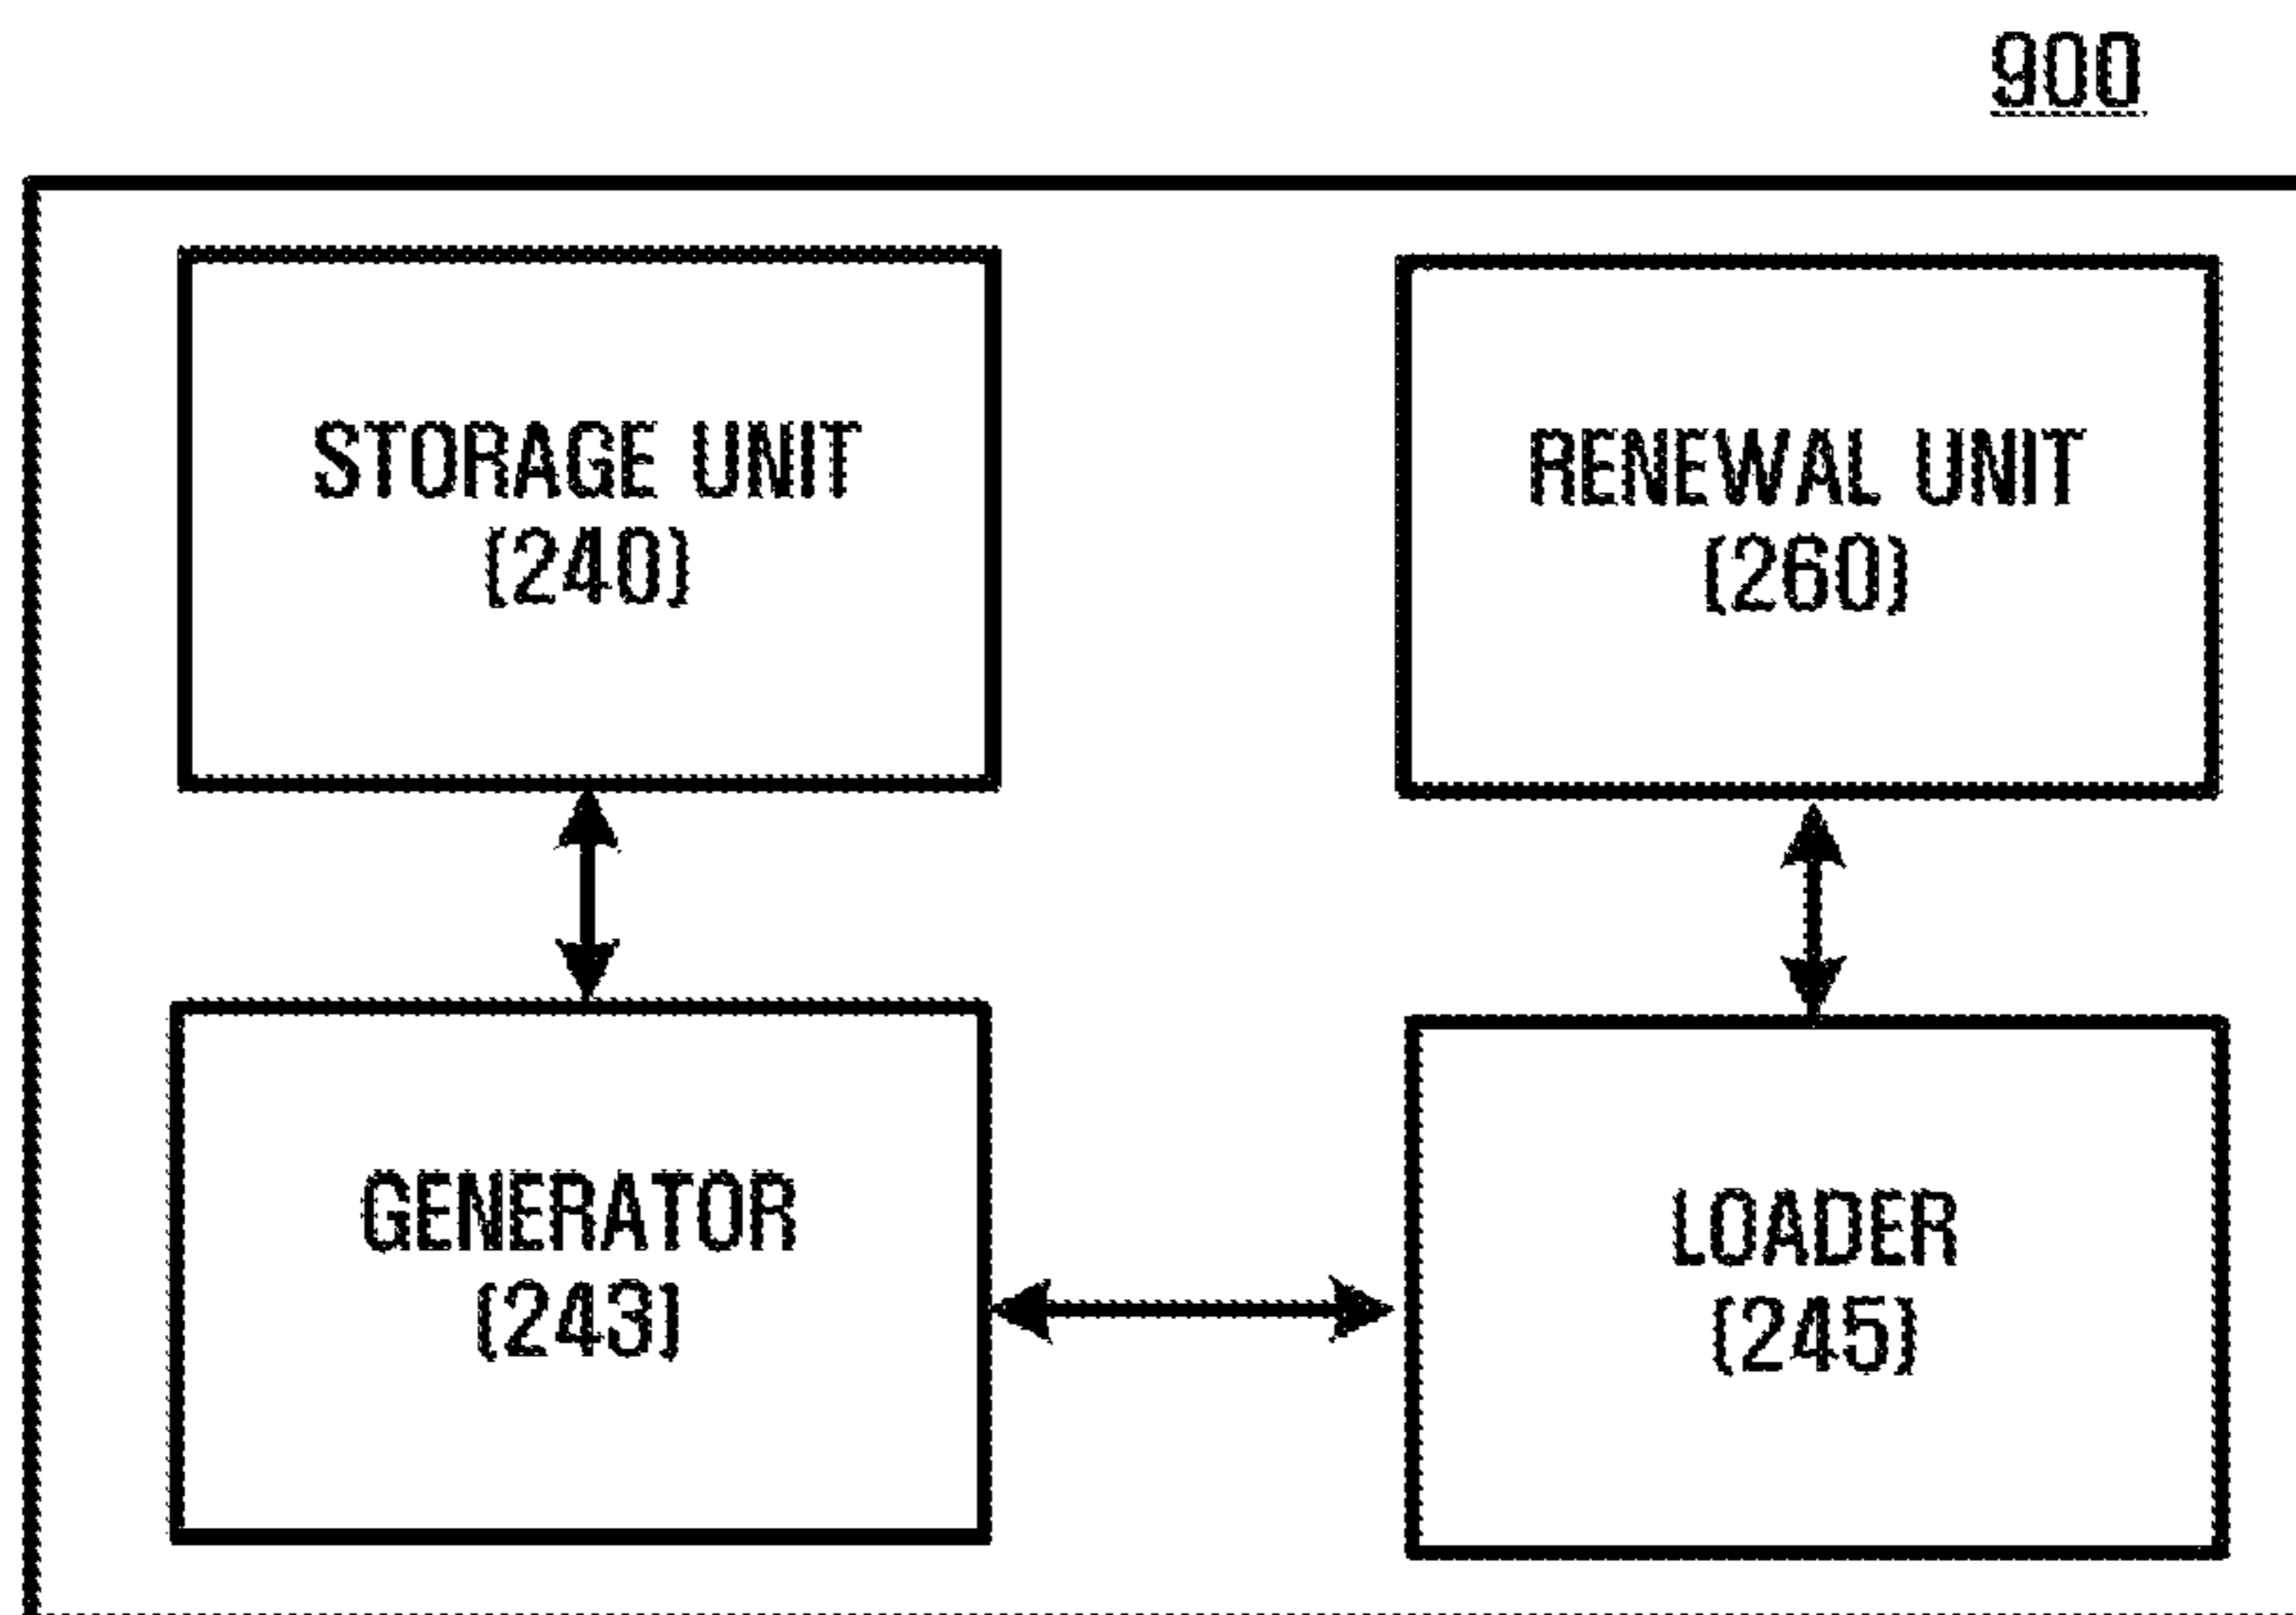 900
STORAGE UNIT
(240)
RENEWAL UNIT
(260)
GENERATOR
(243)
LOADER
(245)